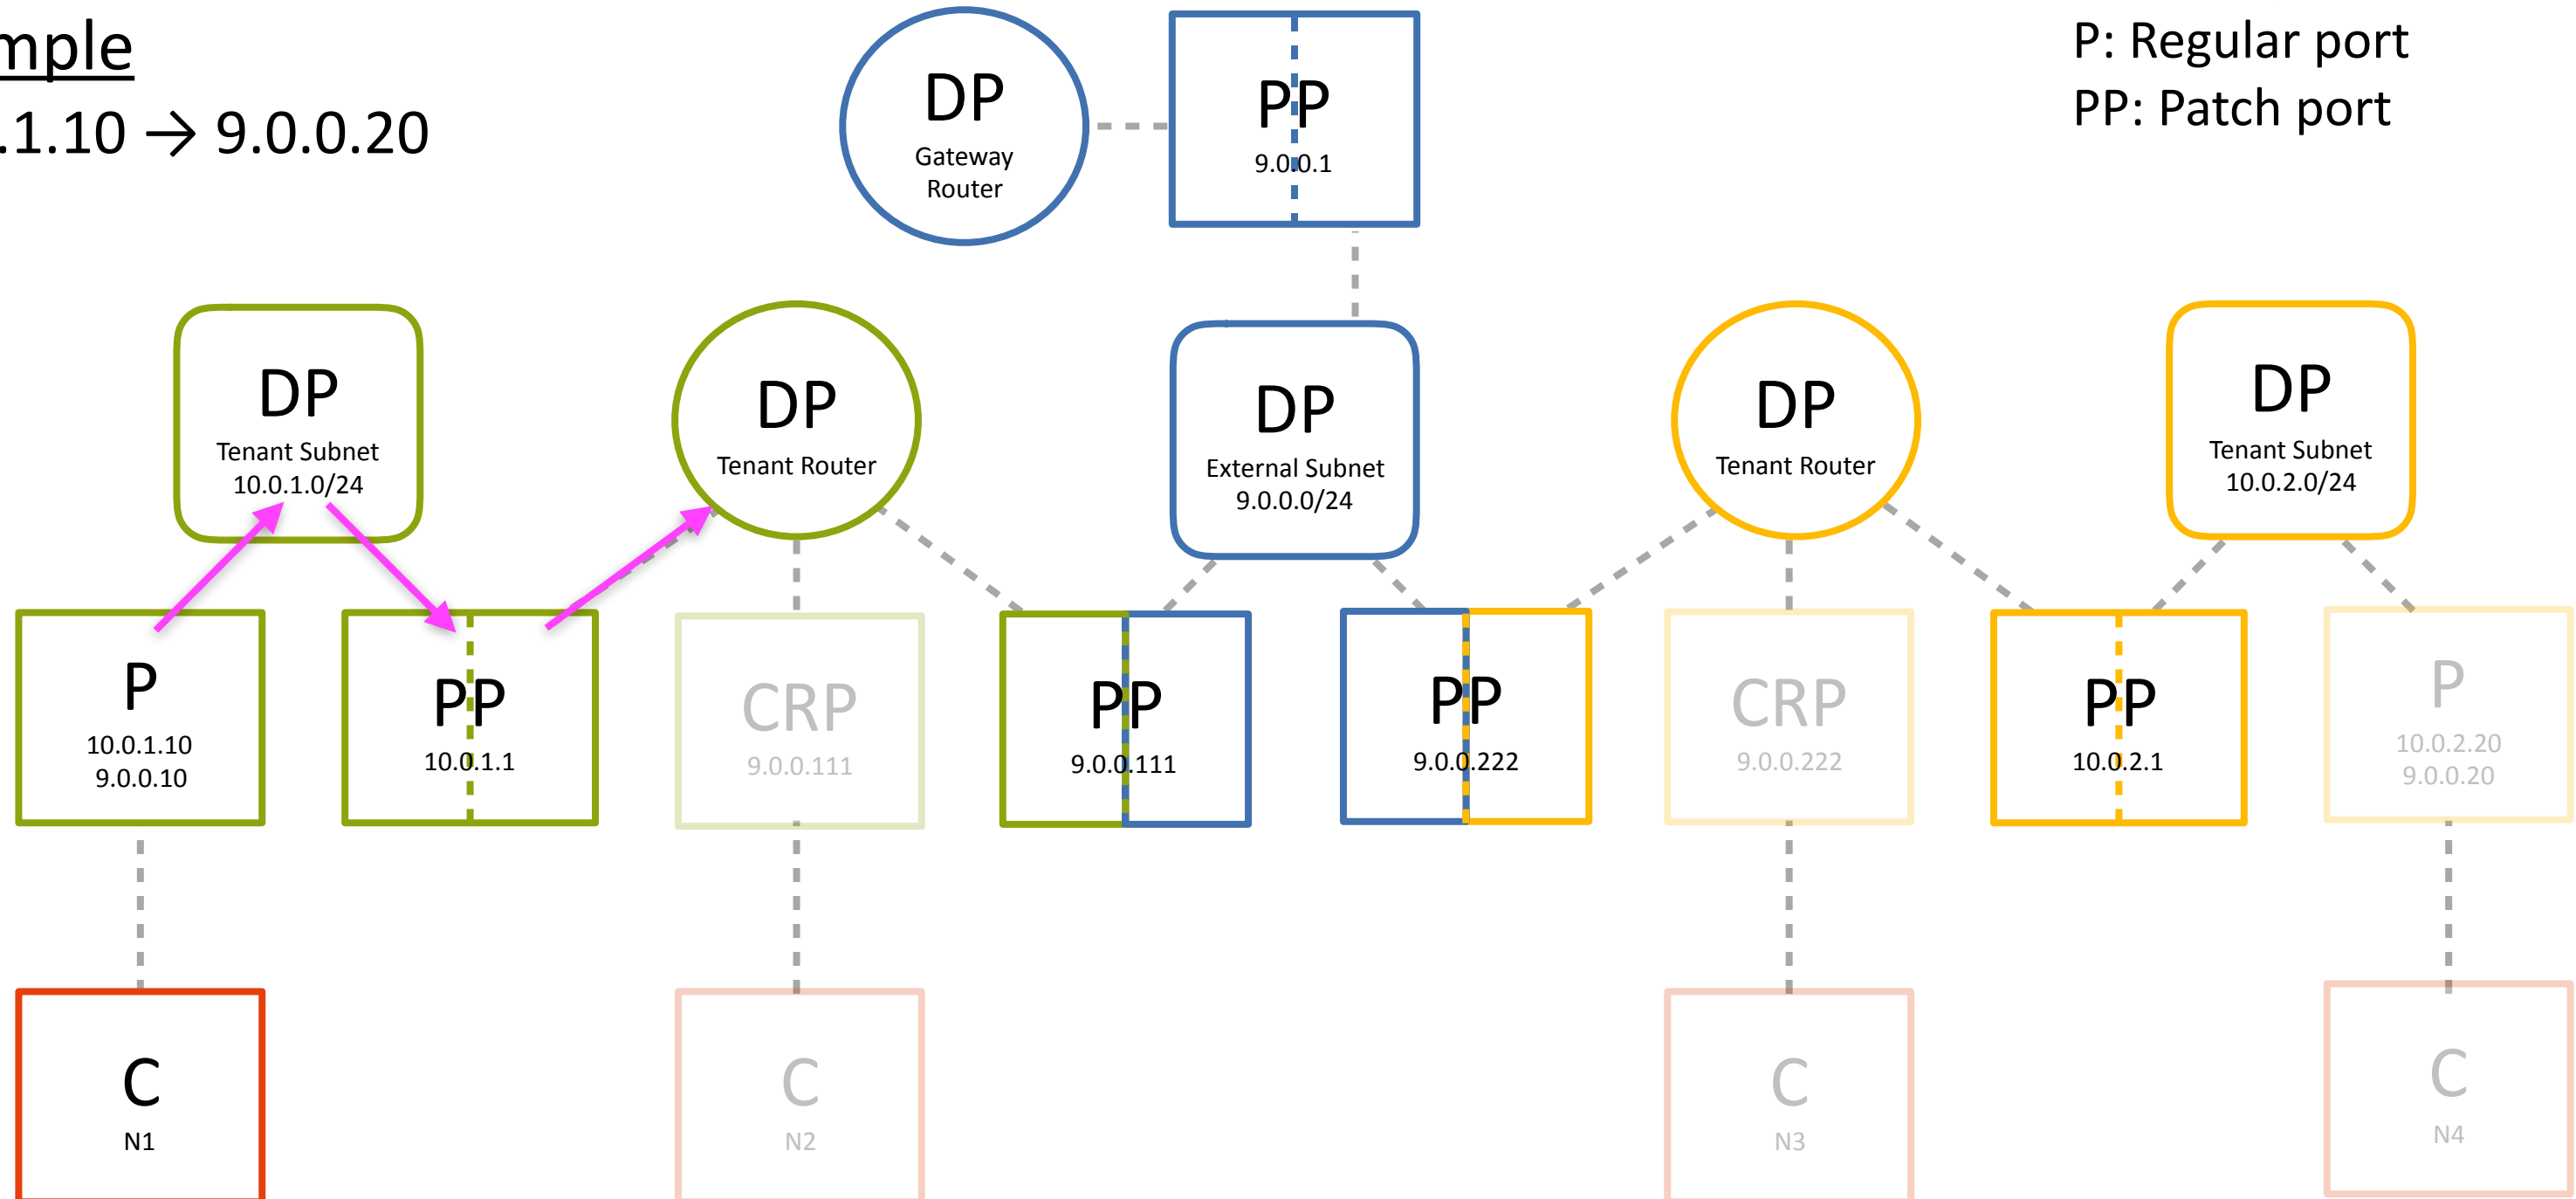 mple
.1.10 → 9.0.0.20
P: Regular port
PP: Patch port
DP
Gateway
Router
PP
9.0.0.1
DP
Tenant Subnet
10.0.1.0/24
DP
Tenant Router
DP
External Subnet
9.0.0.0/24
DP
Tenant Router
DP
Tenant Subnet
10.0.2.0/24
P
10.0.1.10
9.0.0.10
PP
10.0.1.1
CRP
9.0.0.111
PP
9.0.0.111
PP
9.0.0.222
CRP
9.0.0.222
PP
10.0.2.1
P
10.0.2.20
9.0.0.20
C
N1
C
N2
C
N3
C
N4